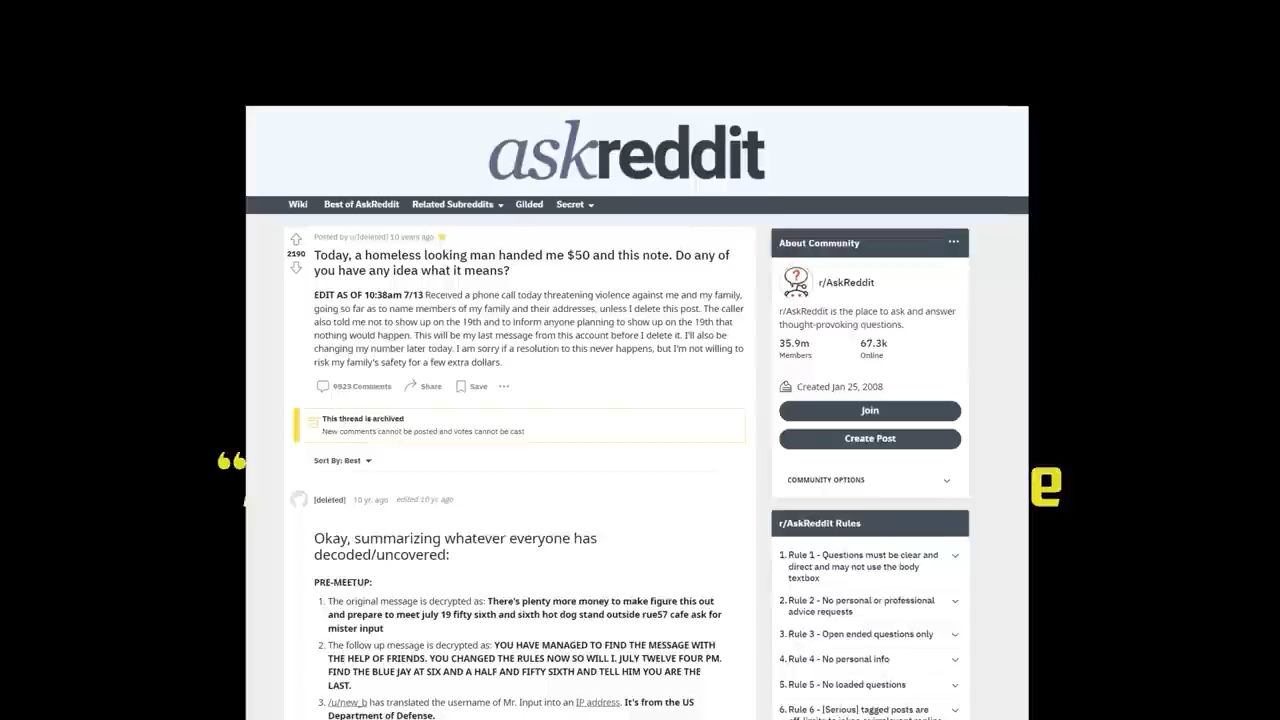 askreddit
Wiki Best of AskReddit Related Subreddits Gilded Secret
Posted by u/[deleted] 10 years ago
2190
Today, a homeless looking man handed me $50 and this note. Do any of
you have any idea what it means?
EDIT AS OF 10:38am 7/13 Received a phone call today threatening violence against me and my family,
going so far as to name members of my family and their addresses, unless I delete this post. The caller
also told me not to show up on the 19th and to inform anyone planning to show up on the 19th that
nothing would happen. This will be my last message from this account before I delete it. I'll also be
changing my number later today. I am sorry if a resolution to this never happens, but I'm not willing to
risk my family's safety for a few extra dollars.
9523 Comments Share Save ...
This thread is archived
New comments cannot be posted and votes cannot be cast
Sort By: Best
[deleted] 10 yr. ago edited 10 yr. ago
Okay, summarizing whatever everyone has
decoded/uncovered:
PRE-MEETUP:
1. The original message is decrypted as: There's plenty more money to make figure this out
and prepare to meet july 19 fifty sixth and sixth hot dog stand outside rue57 cafe ask for
mister input
2. The follow up message is decrypted as: YOU HAVE MANAGED TO FIND THE MESSAGE WITH
THE HELP OF FRIENDS. YOU CHANGED THE RULES NOW SO WILL I. JULY TWELVE FOUR PM.
FIND THE BLUE JAY AT SIX AND A HALF AND FIFTY SIXTH AND TELL HIM YOU ARE THE
LAST.
3. /u/new_b has translated the username of Mr. Input into an IP address. It's from the US
Department of Defense.
About Community ...
r/AskReddit
r/AskReddit is the place to ask and answer
thought-provoking questions.
35.9m 67.3k
Members Online
Created Jan 25, 2008
Join
Create Post
COMMUNITY OPTIONS
r/AskReddit Rules
1. Rule 1 - Questions must be clear and
direct and may not use the body
textbox
2. Rule 2 - No personal or professional
advice requests
3. Rule 3 - Open ended questions only
4. Rule 4 - No personal info
5. Rule 5 - No loaded questions
6. Rule 6 - [Serious] tagged posts are
off-limits to jokes or irrelevant replies
“
e